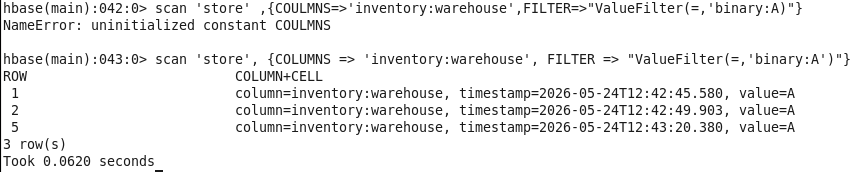 hbase(main):042:0> scan 'store' ,{COULMNS=>'inventory:warehouse',FILTER=>"ValueFilter(=,'binary:A)"}
NameError: uninitialized constant COULMNS
hbase(main):043:0> scan 'store', {COLUMNS => 'inventory:warehouse', FILTER => "ValueFilter(=,'binary:A')"}
ROW COLUMN+CELL
1 column=inventory:warehouse, timestamp=2026-05-24T12:42:45.580, value=A
2 column=inventory:warehouse, timestamp=2026-05-24T12:42:49.903, value=A
5 column=inventory:warehouse, timestamp=2026-05-24T12:43:20.380, value=A
3 row(s)
Took 0.0620 seconds